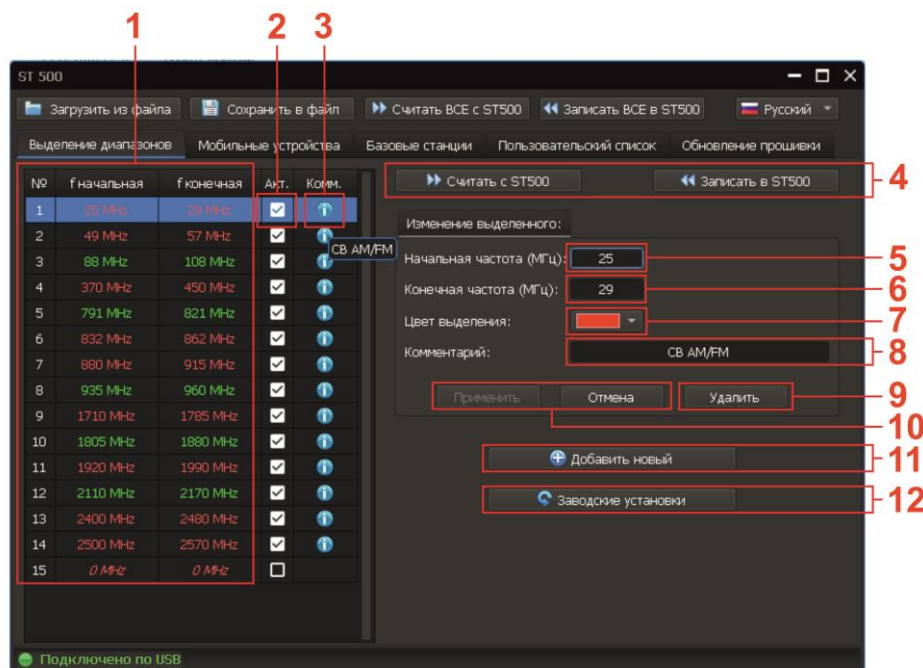 1 2 3
ST 500
Загрузить из файла Сохранить в файл Считать ВСЕ с ST500 Записать ВСЕ в ST500 Русский
Выделение диапазонов Мобильные устройства Базовые станции Пользовательский список Обновление прошивки
№ f начальная f конечная Акт. Комм.
1 25 MHz 29 MHz
2 49 MHz 57 MHz
3 88 MHz 108 MHz
4 370 MHz 450 MHz
5 791 MHz 821 MHz
6 832 MHz 862 MHz
7 880 MHz 915 MHz
8 935 MHz 960 MHz
9 1710 MHz 1785 MHz
10 1805 MHz 1880 MHz
11 1920 MHz 1990 MHz
12 2110 MHz 2170 MHz
13 2400 MHz 2480 MHz
14 2500 MHz 2570 MHz
15 0 MHz 0 MHz
CB AM/FM
Считать с ST500 Записать в ST500 4
Изменение выделенного:
Начальная частота (МГц): 25 5
Конечная частота (МГц): 29 6
Цвет выделения: 7
Комментарий: CB AM/FM 8
Применить Отмена Удалить 9
10
Добавить новый 11
Заводские установки 12
Подключено по USB